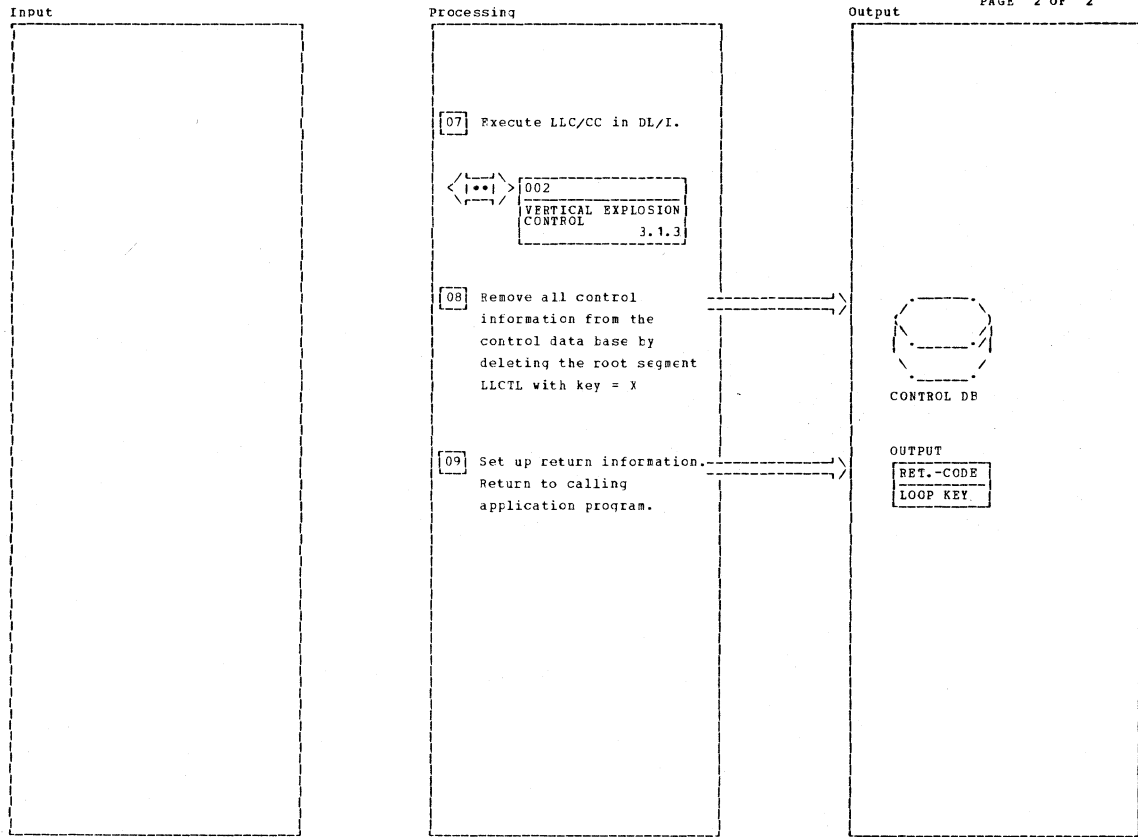 PAGE 2 OF 2
Input
Processing
Output
07 Execute LLC/CC in DL/I.
002
VERTICAL EXPLOSION
CONTROL
3.1.3
08 Remove all control
information from the
control data base by
deleting the root segment
LLCTL with key = X
CONTROL DB
09 Set up return information.
Return to calling
application program.
OUTPUT
RET.-CODE
LOOP KEY